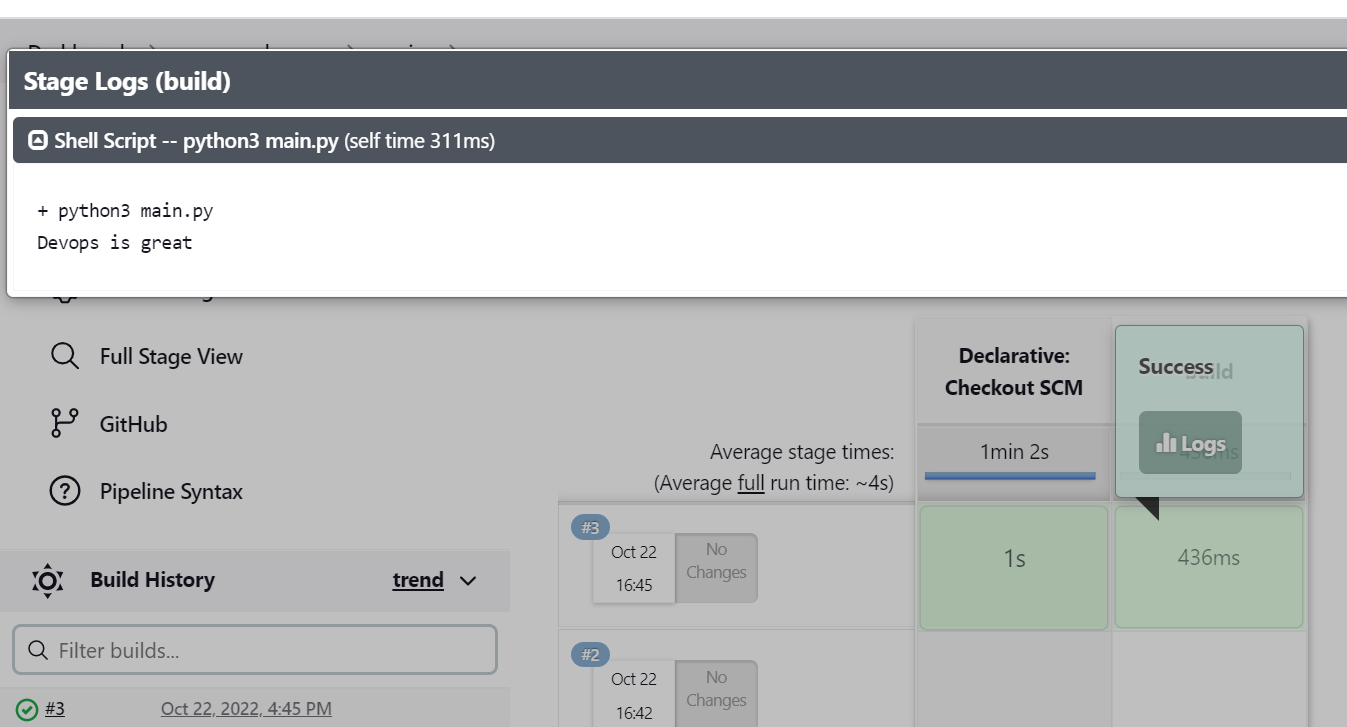 Stage Logs (build)
Shell Script -- python3 main.py (self time 311ms)
+ python3 main.py
Devops is great
Full Stage View
GitHub
Pipeline Syntax
Build History
trend
Filter builds...
#3
Oct 22, 2022, 4:45 PM
Declarative:
Checkout SCM
Success
build
Logs
Average stage times:
(Average full run time: ~4s)
1min 2s
#3
Oct 22
16:45
No
Changes
1s
436ms
#2
Oct 22
16:42
No
Changes